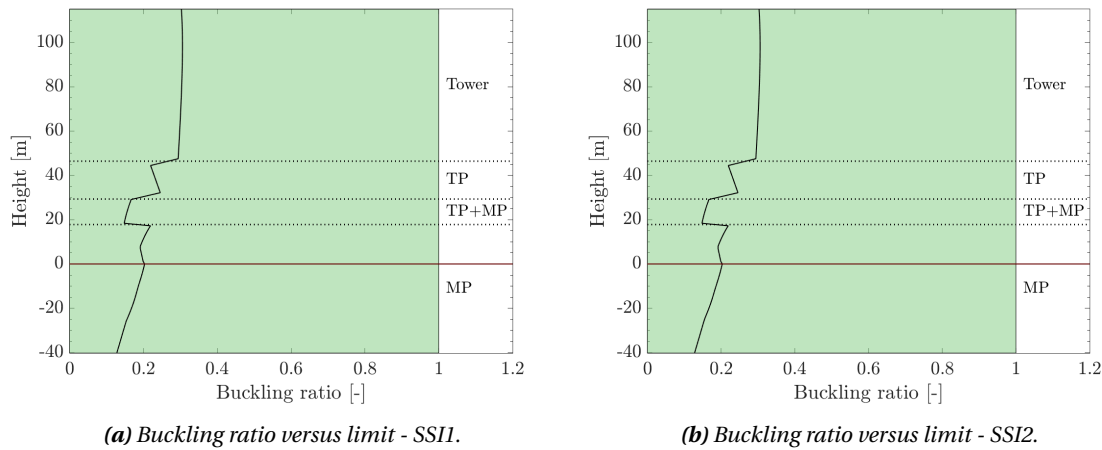 100
80
60
40
20
0
-20
-40
Height [m]
Tower
TP
TP+MP
MP
0
0.2
0.4
0.6
0.8
1
1.2
Buckling ratio [-]
(a) Buckling ratio versus limit - SSI1.
100
80
60
40
20
0
-20
-40
Height [m]
Tower
TP
TP+MP
MP
0
0.2
0.4
0.6
0.8
1
1.2
Buckling ratio [-]
(b) Buckling ratio versus limit - SSI2.